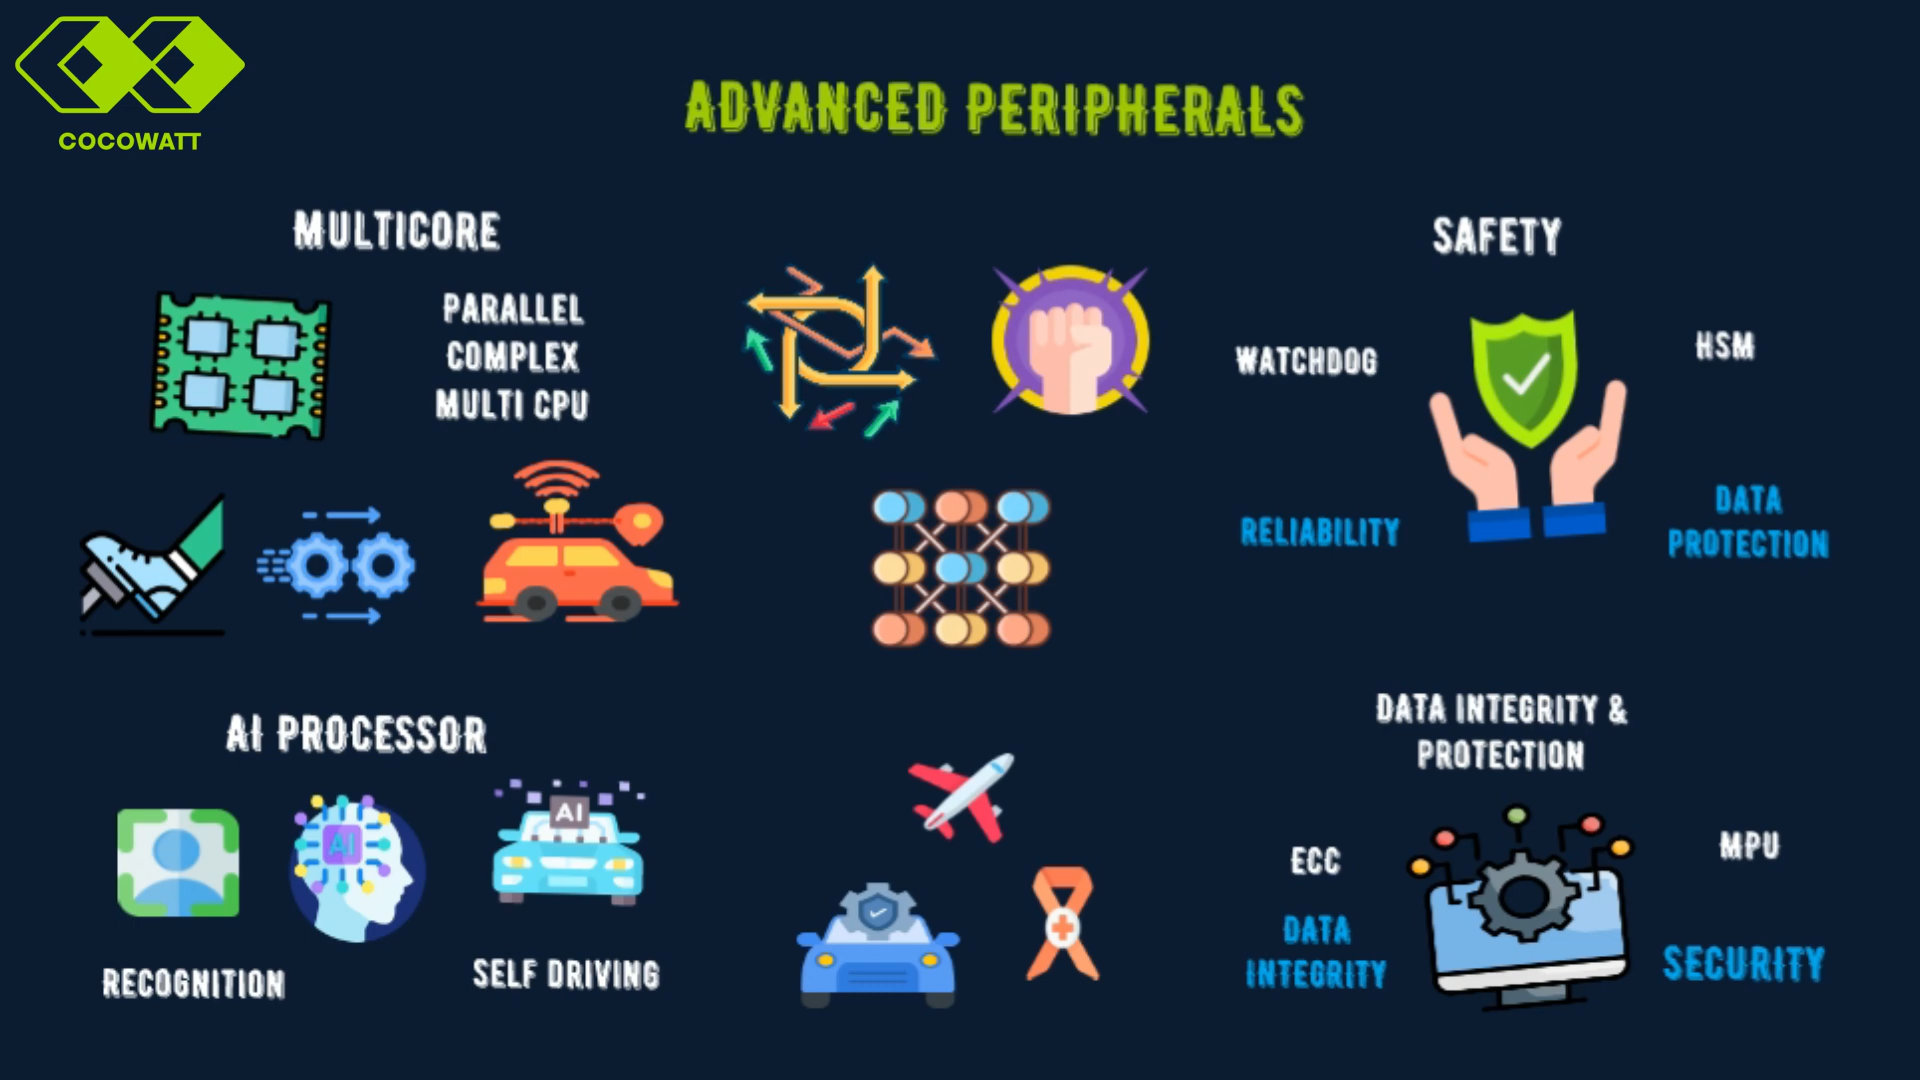 COCOWATT
ADVANCED PERIPHERALS
MULTICORE
PARALLEL
COMPLEX
MULTI CPU
SAFETY
WATCHDOG
HSM
RELIABILITY
DATA
PROTECTION
AI PROCESSOR
AI
AI
RECOGNITION
SELF DRIVING
DATA INTEGRITY &
PROTECTION
ECC
MPU
DATA
INTEGRITY
SECURITY